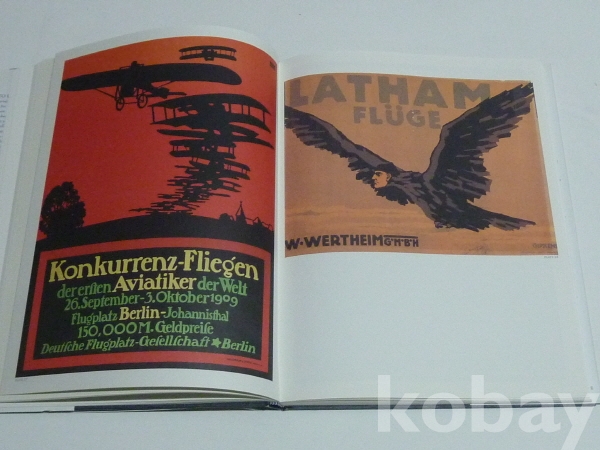 Konkurrenz-Fliegen
der ersten Aviatiker der Welt
26. September-3. Oktober 1909
Flugplatz Berlin-Johannisthal
150,000 M. Geldpreise
Deutsche Flugplatz-Gesellschaft ★ Berlin
LATHAM
FLÜGE
W·WERTHEIM G·M·B·H
kobay